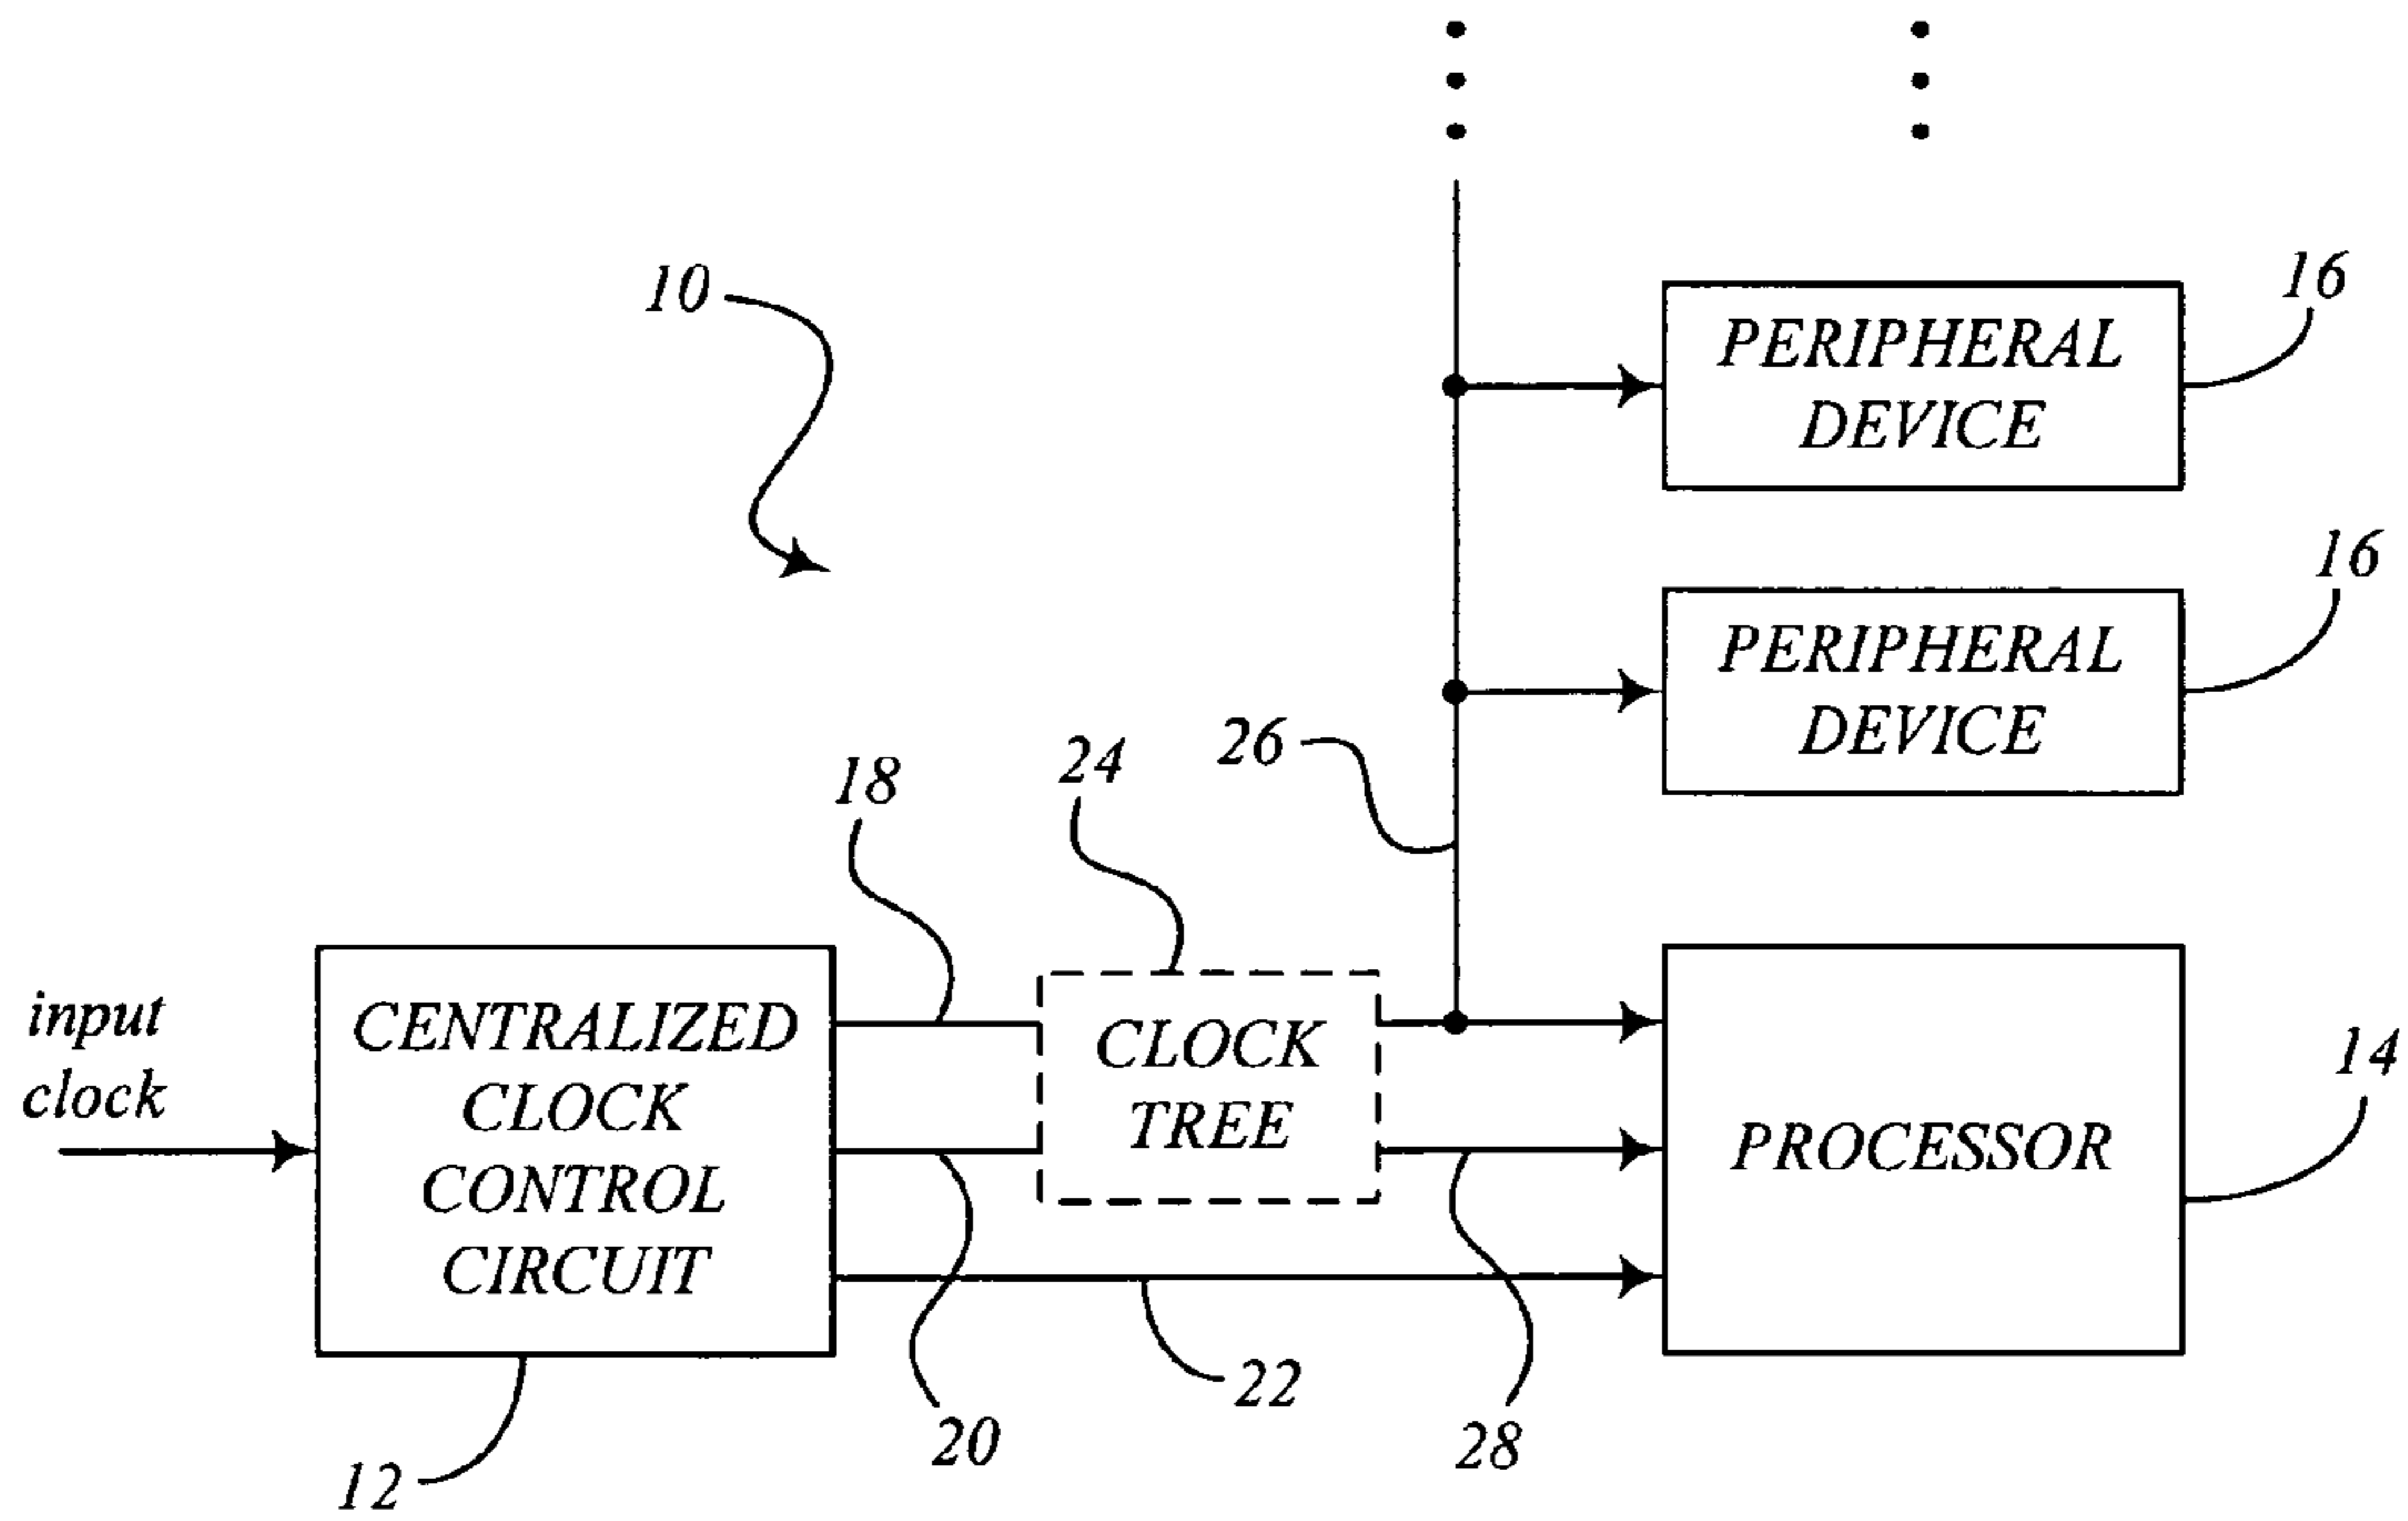 10
16
PERIPHERAL
DEVICE
16
PERIPHERAL
DEVICE
26
24
18
input
clock
CENTRALIZED
CLOCK
CONTROL
CIRCUIT
CLOCK
TREE
PROCESSOR
14
22
20
28
12